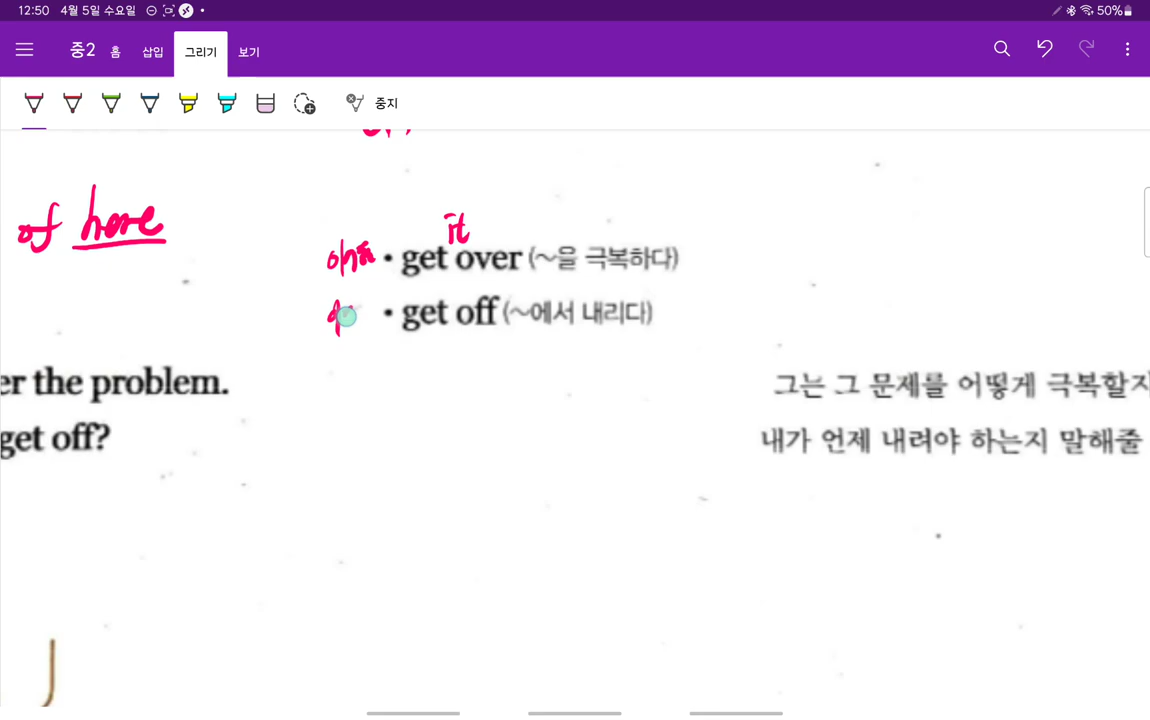 12:50 4월 5일 수요일 50%
중2 홈 삽입 그리기 보기
중지
of here
it
• get over (~을 극복하다)
• get off (~에서 내리다)
er the problem. 그는 그 문제를 어떻게 극복할지
get off? 내가 언제 내려야 하는지 말해줄